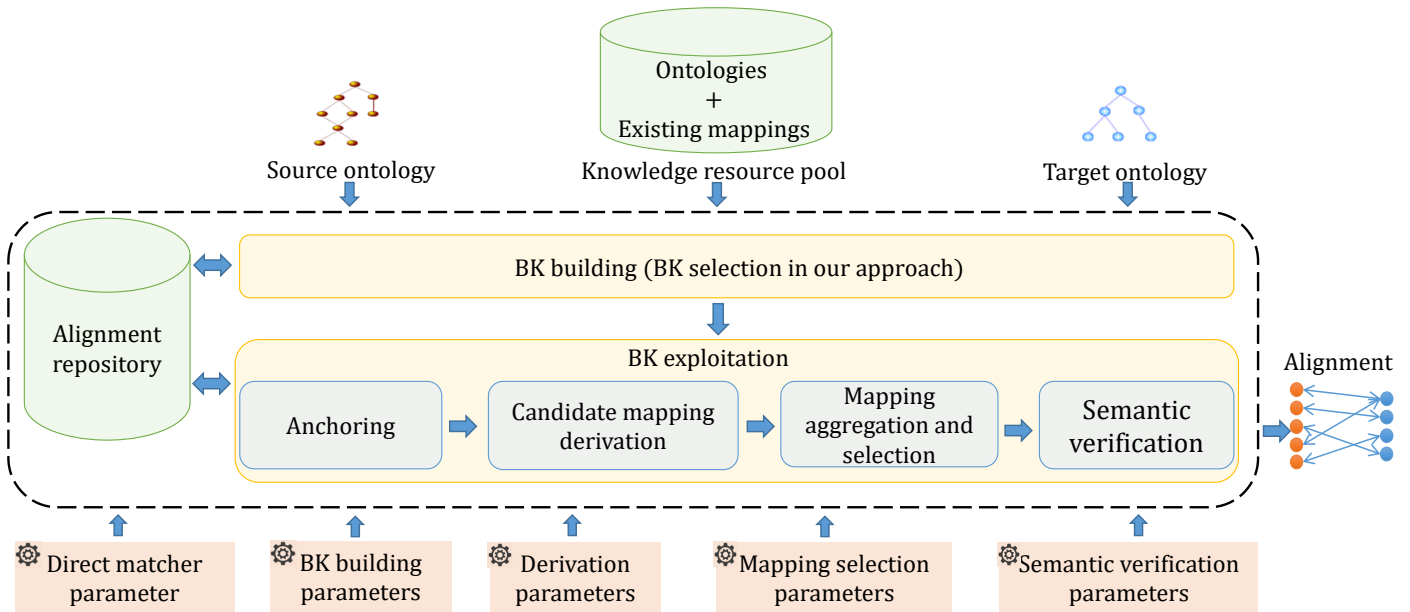 Ontologies
+
Existing mappings
Source ontology
Knowledge resource pool
Target ontology
BK building (BK selection in our approach)
Alignment
repository
BK exploitation
Anchoring
Candidate mapping
derivation
Mapping
aggregation and
selection
Semantic
verification
Alignment
Direct matcher
parameter
BK building
parameters
Derivation
parameters
Mapping selection
parameters
Semantic verification
parameters